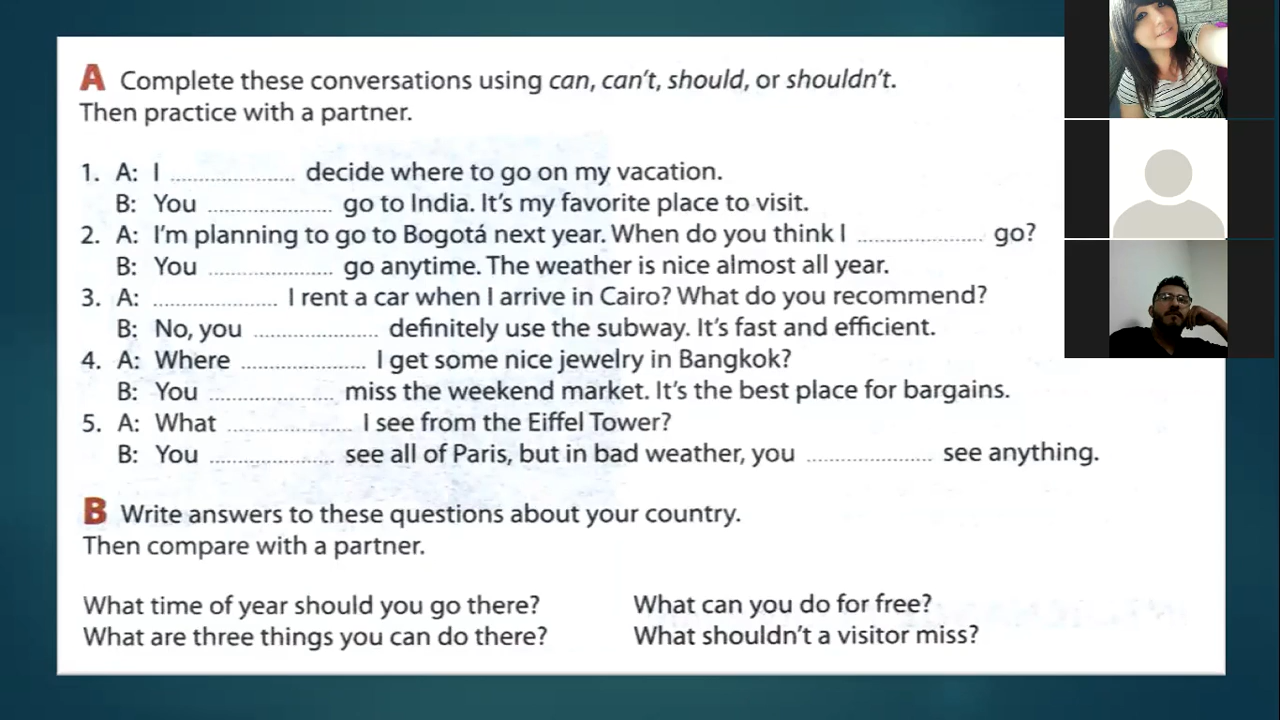 A Complete these conversations using can, can't, should, or shouldn't.
Then practice with a partner.
1. A: I .................... decide where to go on my vacation.
B: You .................... go to India. It's my favorite place to visit.
2. A: I'm planning to go to Bogotá next year. When do you think I .................... go?
B: You .................... go anytime. The weather is nice almost all year.
3. A: .................... I rent a car when I arrive in Cairo? What do you recommend?
B: No, you .................... definitely use the subway. It's fast and efficient.
4. A: Where .................... I get some nice jewelry in Bangkok?
B: You .................... miss the weekend market. It's the best place for bargains.
5. A: What .................... I see from the Eiffel Tower?
B: You .................... see all of Paris, but in bad weather, you .................... see anything.
B Write answers to these questions about your country.
Then compare with a partner.
What time of year should you go there?
What are three things you can do there?
What can you do for free?
What shouldn't a visitor miss?